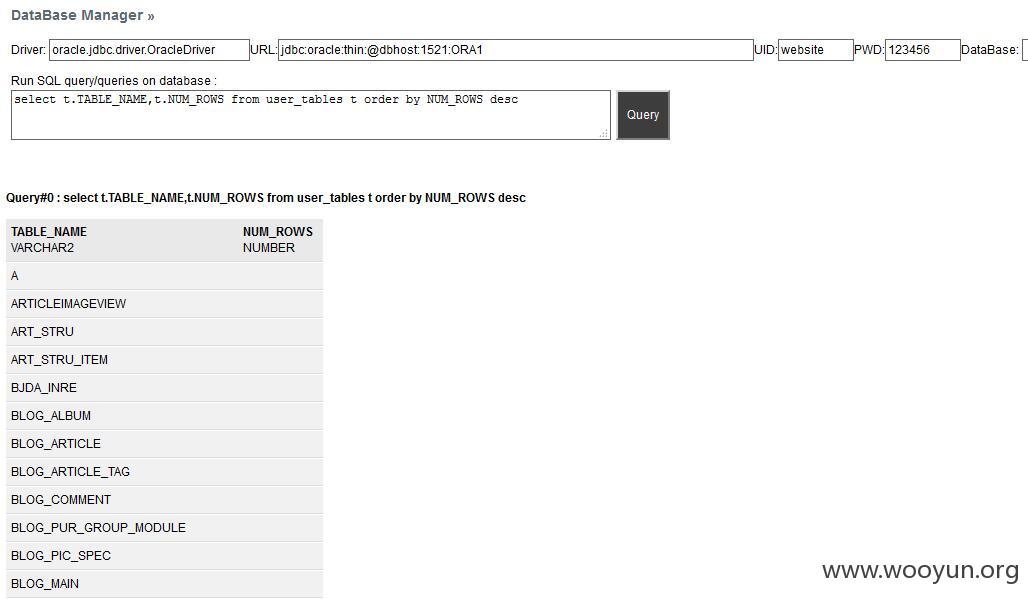 DataBase Manager »
Driver: oracle.jdbc.driver.OracleDriver URL: jdbc:oracle:thin:@dbhost:1521:ORA1 UID: website PWD: 123456 DataBase:
Run SQL query/queries on database :
select t.TABLE_NAME,t.NUM_ROWS from user_tables t order by NUM_ROWS desc
Query
Query#0 : select t.TABLE_NAME,t.NUM_ROWS from user_tables t order by NUM_ROWS desc
TABLE_NAME NUM_ROWS
VARCHAR2 NUMBER
A
ARTICLEIMAGEVIEW
ART_STRU
ART_STRU_ITEM
BJDA_INRE
BLOG_ALBUM
BLOG_ARTICLE
BLOG_ARTICLE_TAG
BLOG_COMMENT
BLOG_PUR_GROUP_MODULE
BLOG_PIC_SPEC
BLOG_MAIN
www.wooyun.org